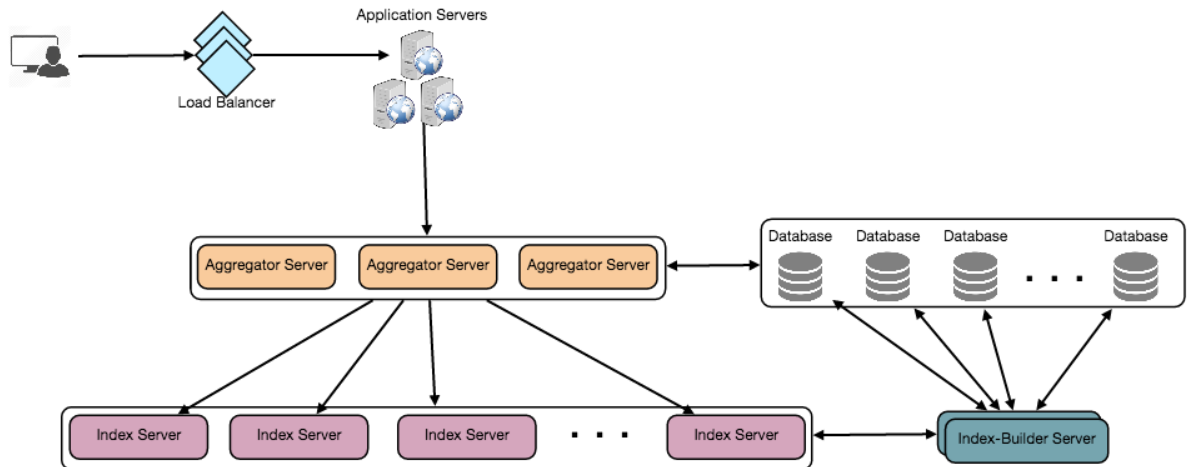 Application Servers
Load Balancer
Database
Database
Database
Database
Aggregator Server
Aggregator Server
Aggregator Server
Index Server
Index Server
Index Server
Index Server
Index-Builder Server